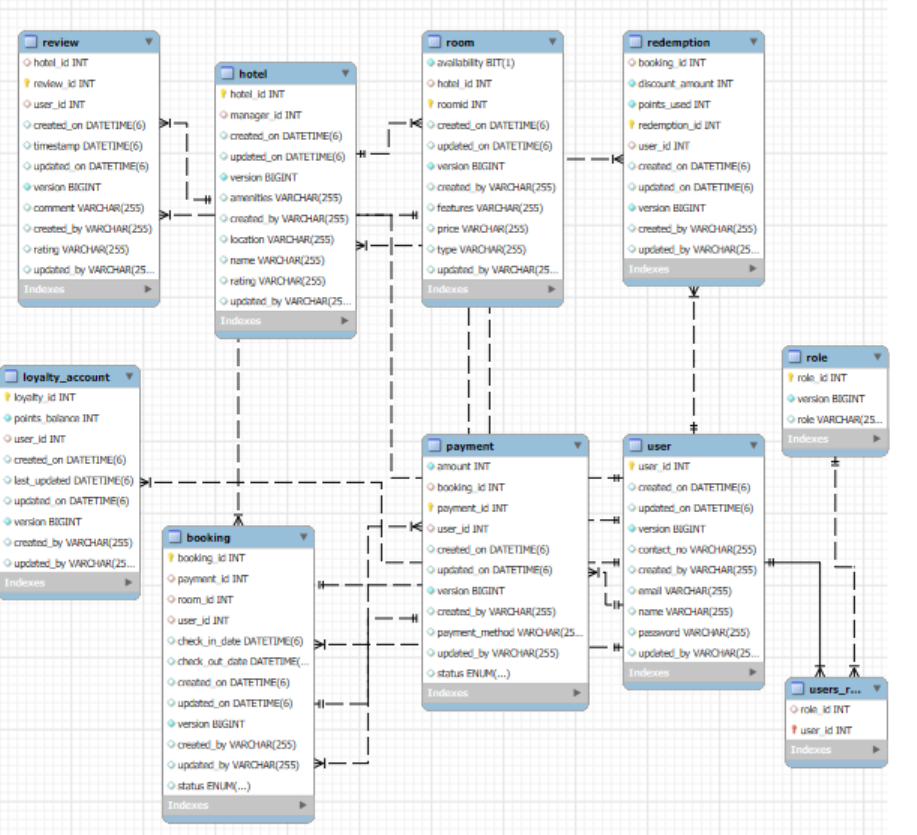 review
hotel_id INT
review_id INT
user_id INT
created_on DATETIME(6)
timestamp DATETIME(6)
updated_on DATETIME(6)
version BIGINT
comment VARCHAR(255)
created_by VARCHAR(255)
rating VARCHAR(255)
updated_by VARCHAR(25...
Indexes
hotel
hotel_id INT
manager_id INT
created_on DATETIME(6)
updated_on DATETIME(6)
version BIGINT
amenities VARCHAR(255)
created_by VARCHAR(255)
location VARCHAR(255)
name VARCHAR(255)
rating VARCHAR(255)
updated_by VARCHAR(25...
Indexes
room
availability BIT(1)
hotel_id INT
roomid INT
created_on DATETIME(6)
updated_on DATETIME(6)
version BIGINT
created_by VARCHAR(255)
features VARCHAR(255)
price VARCHAR(255)
type VARCHAR(255)
updated_by VARCHAR(25...
Indexes
redemption
booking_id INT
discount_amount INT
points_used INT
redemption_id INT
user_id INT
created_on DATETIME(6)
updated_on DATETIME(6)
version BIGINT
created_by VARCHAR(255)
updated_by VARCHAR(25...
Indexes
loyalty_account
loyalty_id INT
points_balance INT
user_id INT
created_on DATETIME(6)
last_updated DATETIME(6)
updated_on DATETIME(6)
version BIGINT
created_by VARCHAR(255)
updated_by VARCHAR(25...
Indexes
booking
booking_id INT
payment_id INT
room_id INT
user_id INT
check_in_date DATETIME(6)
check_out_date DATETIME(...
created_on DATETIME(6)
updated_on DATETIME(6)
version BIGINT
created_by VARCHAR(255)
updated_by VARCHAR(255)
status ENUM(...)
Indexes
payment
amount INT
booking_id INT
payment_id INT
user_id INT
created_on DATETIME(6)
updated_on DATETIME(6)
version BIGINT
created_by VARCHAR(255)
payment_method VARCHAR(25...
updated_by VARCHAR(255)
status ENUM(...)
Indexes
user
user_id INT
created_on DATETIME(6)
updated_on DATETIME(6)
version BIGINT
contact_no VARCHAR(255)
created_by VARCHAR(255)
email VARCHAR(255)
name VARCHAR(255)
password VARCHAR(255)
updated_by VARCHAR(25...
Indexes
role
role_id INT
version BIGINT
role VARCHAR(25...
Indexes
users_r...
role_id INT
user_id INT
Indexes